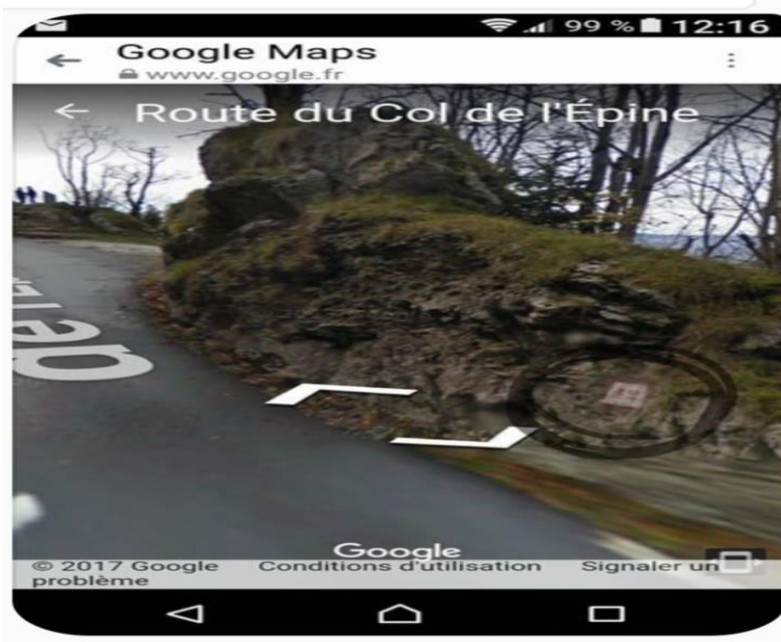 99 % 12:16
Google Maps
www.google.fr
Route du Col de l'Épine
Google
© 2017 Google Conditions d'utilisation Signaler un
problème